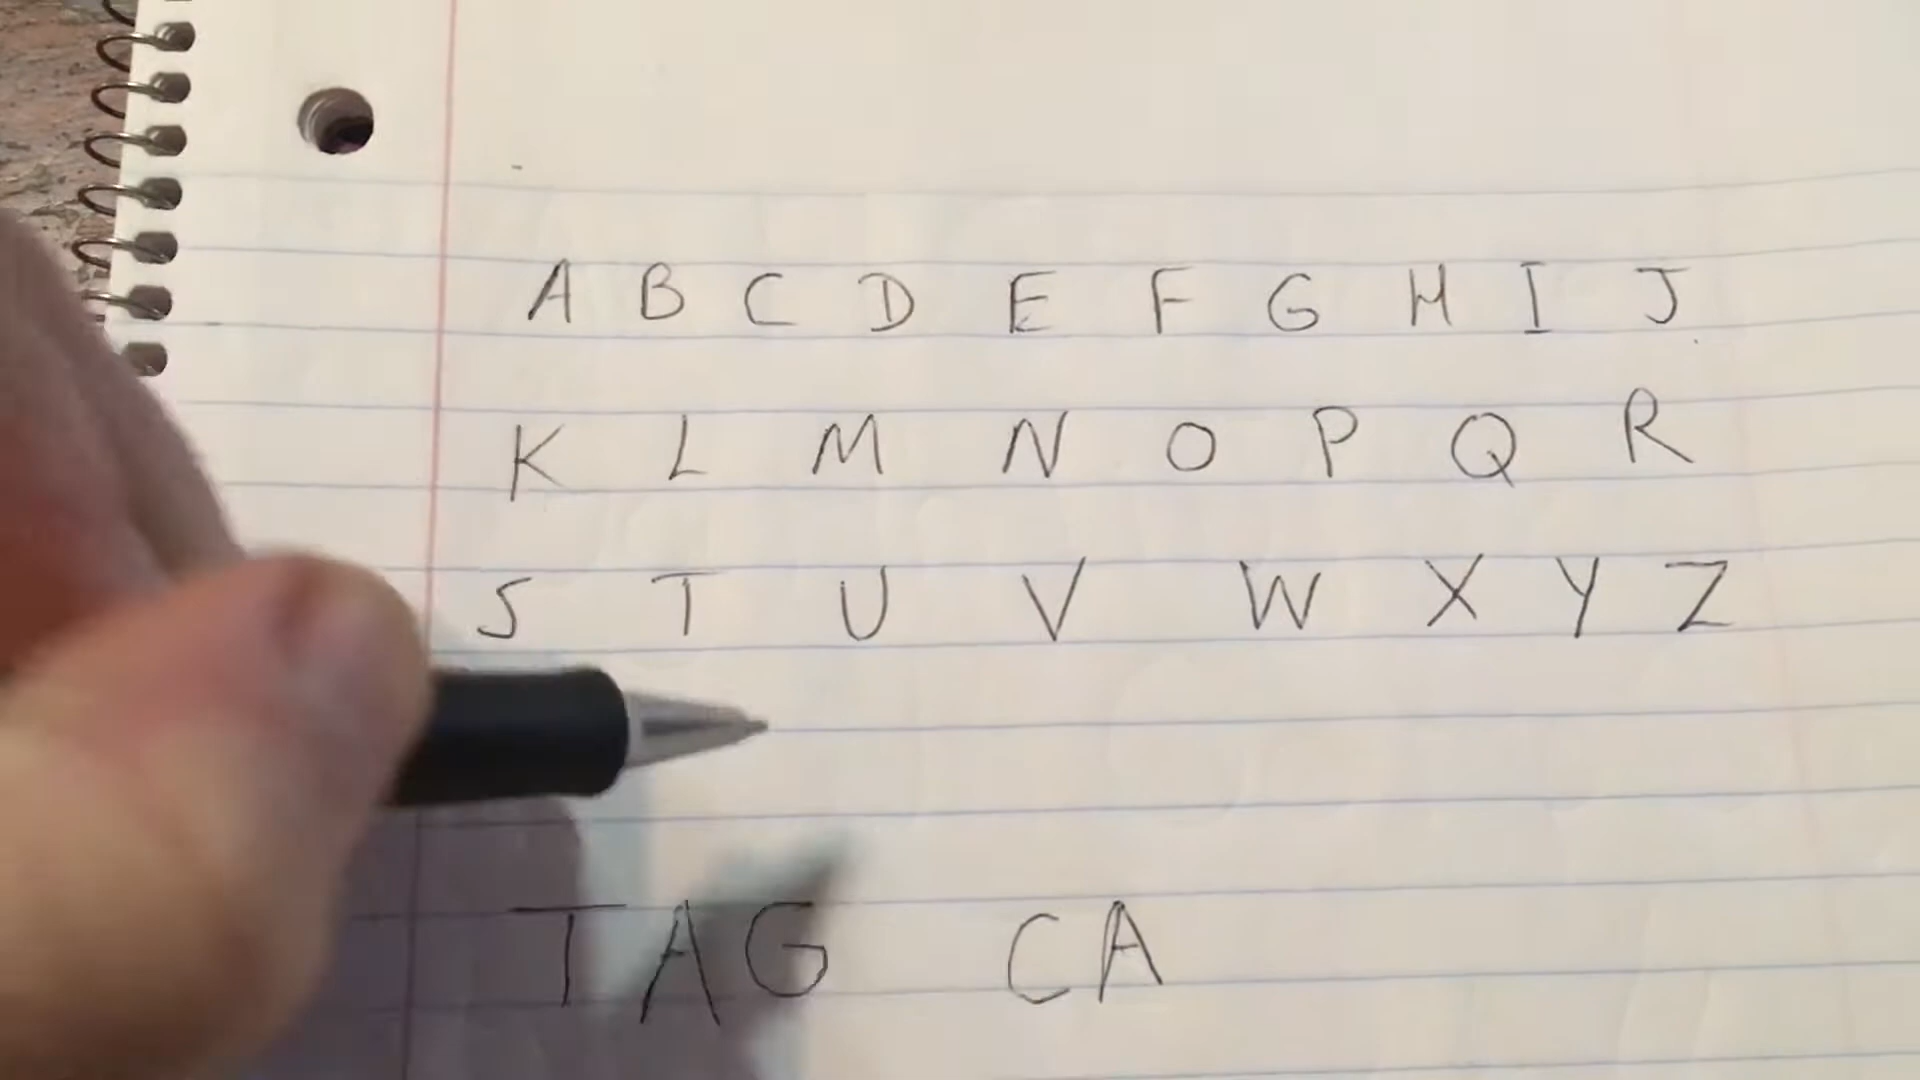 A B C D E F G H I J
K L M N O P Q R
S T U V W X Y Z
TAG CA